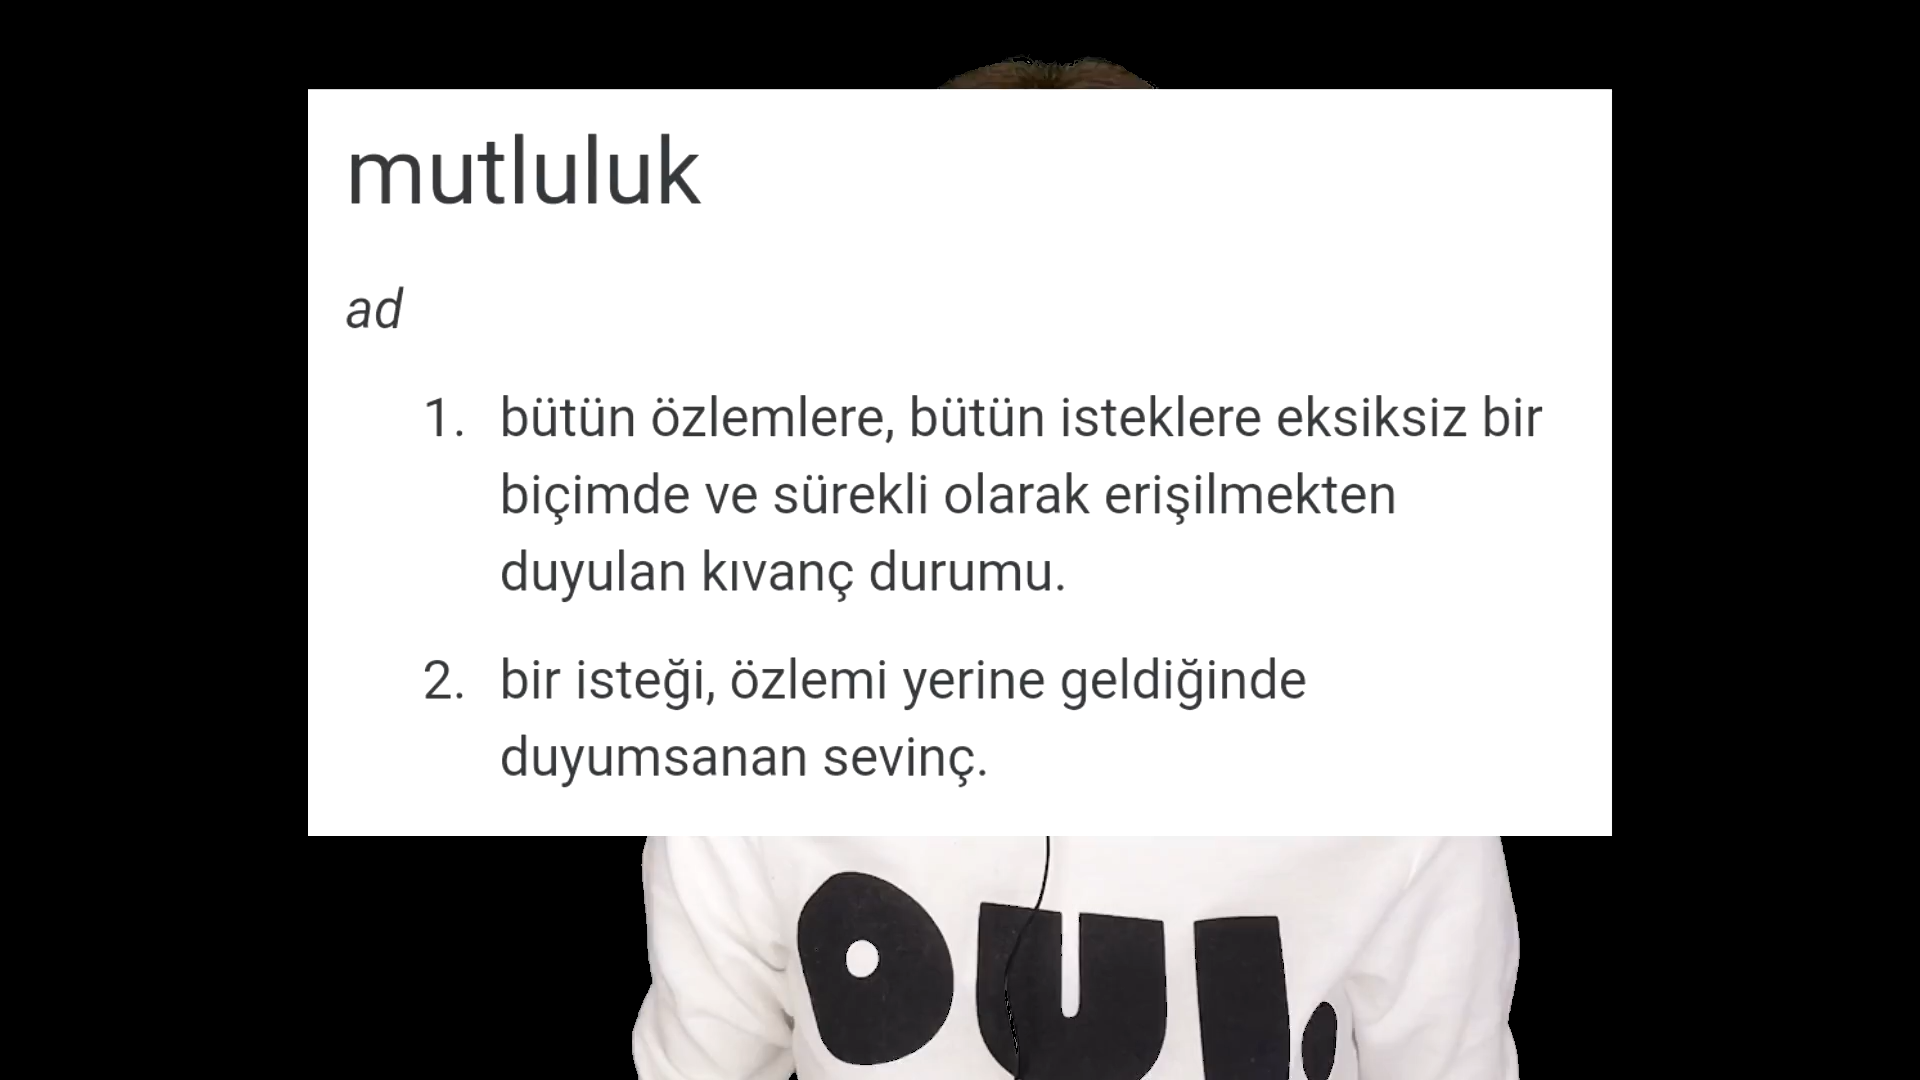 mutluluk
ad
1. bütün özlemlere, bütün isteklere eksiksiz bir
biçimde ve sürekli olarak erişilmekten
duyulan kıvanç durumu.
2. bir isteği, özlemi yerine geldiğinde
duyumsanan sevinç.
OUI.